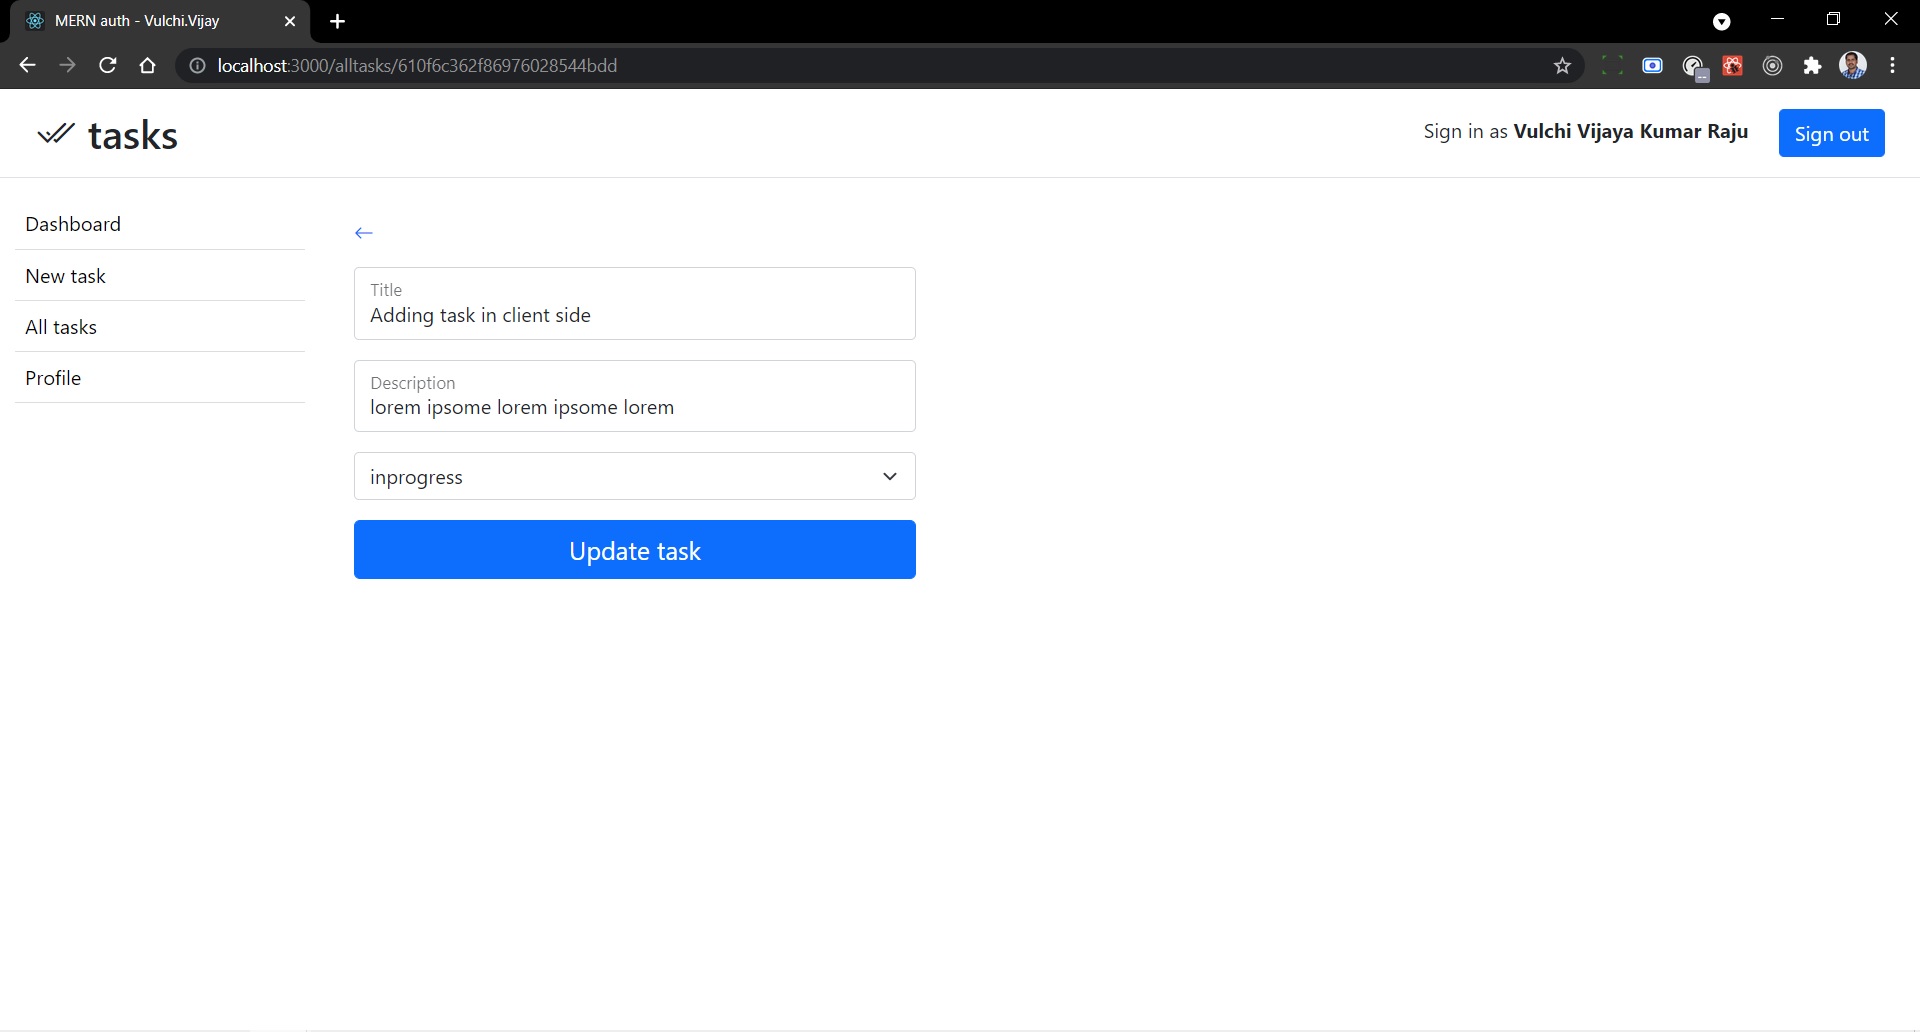 MERN auth - Vulchi.Vijay
localhost:3000/alltasks/610f6c362f86976028544bdd
tasks
Sign in as Vulchi Vijaya Kumar Raju
Sign out
Dashboard
New task
All tasks
Profile
Title
Adding task in client side
Description
lorem ipsome lorem ipsome lorem
inprogress
Update task